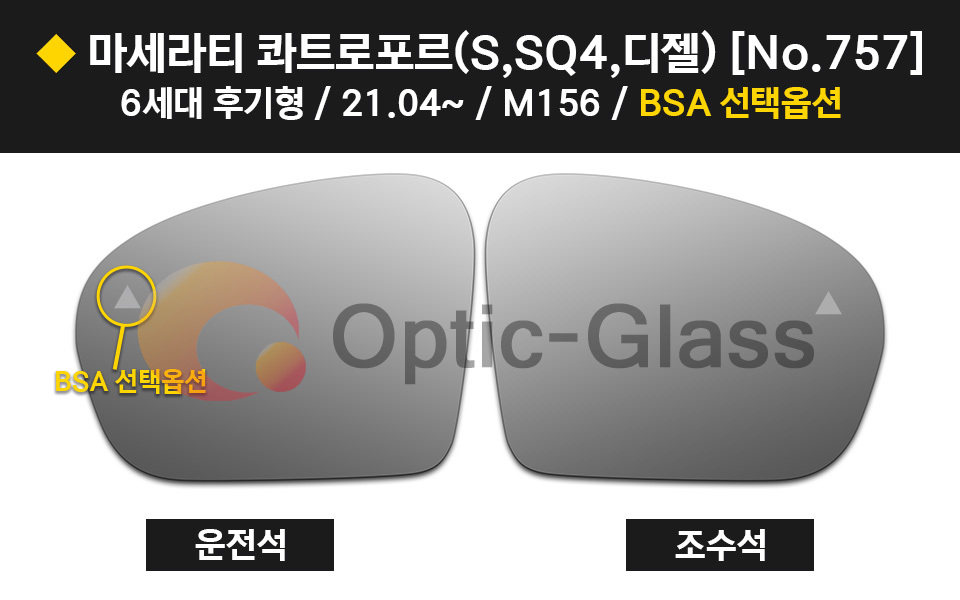 ◆ 마세라티 콰트로포르(S,SQ4,디젤) [No.757]
6세대 후기형 / 21.04~ / M156 / BSA 선택옵션
Optic-Glass
BSA 선택옵션
운전석
조수석